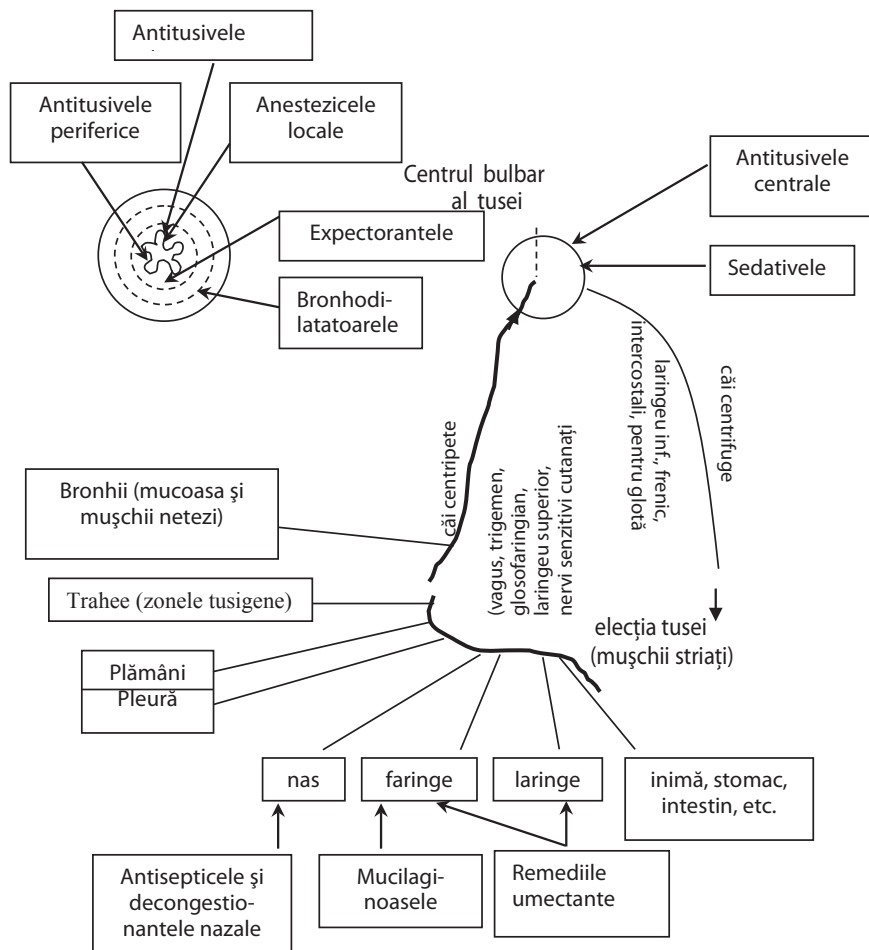 Antitusivele
Antitusivele
periferice
Anestezicele
locale
Centrul bulbar
al tusei
Antitusivele
centrale
Expectorantele
Sedativele
Bronhodi-
latatoarele
căi centripete
(vagus, trigemen,
glosofaringian,
laringeu superior,
nervi senzitivi cutanați
laringeu inf., frenic,
intercostali, pentru glotă
căi centrifuge
Bronhii (mucoasa şi
muşchii netezi)
Trahee (zonele tusigene)
Plămâni
Pleură
elecția tusei
(muşchii striați)
nas
faringe
laringe
inimă, stomac,
intestin, etc.
Antisepticele şi
decongestio-
nantele nazale
Mucilagi-
noasele
Remediile
umectante